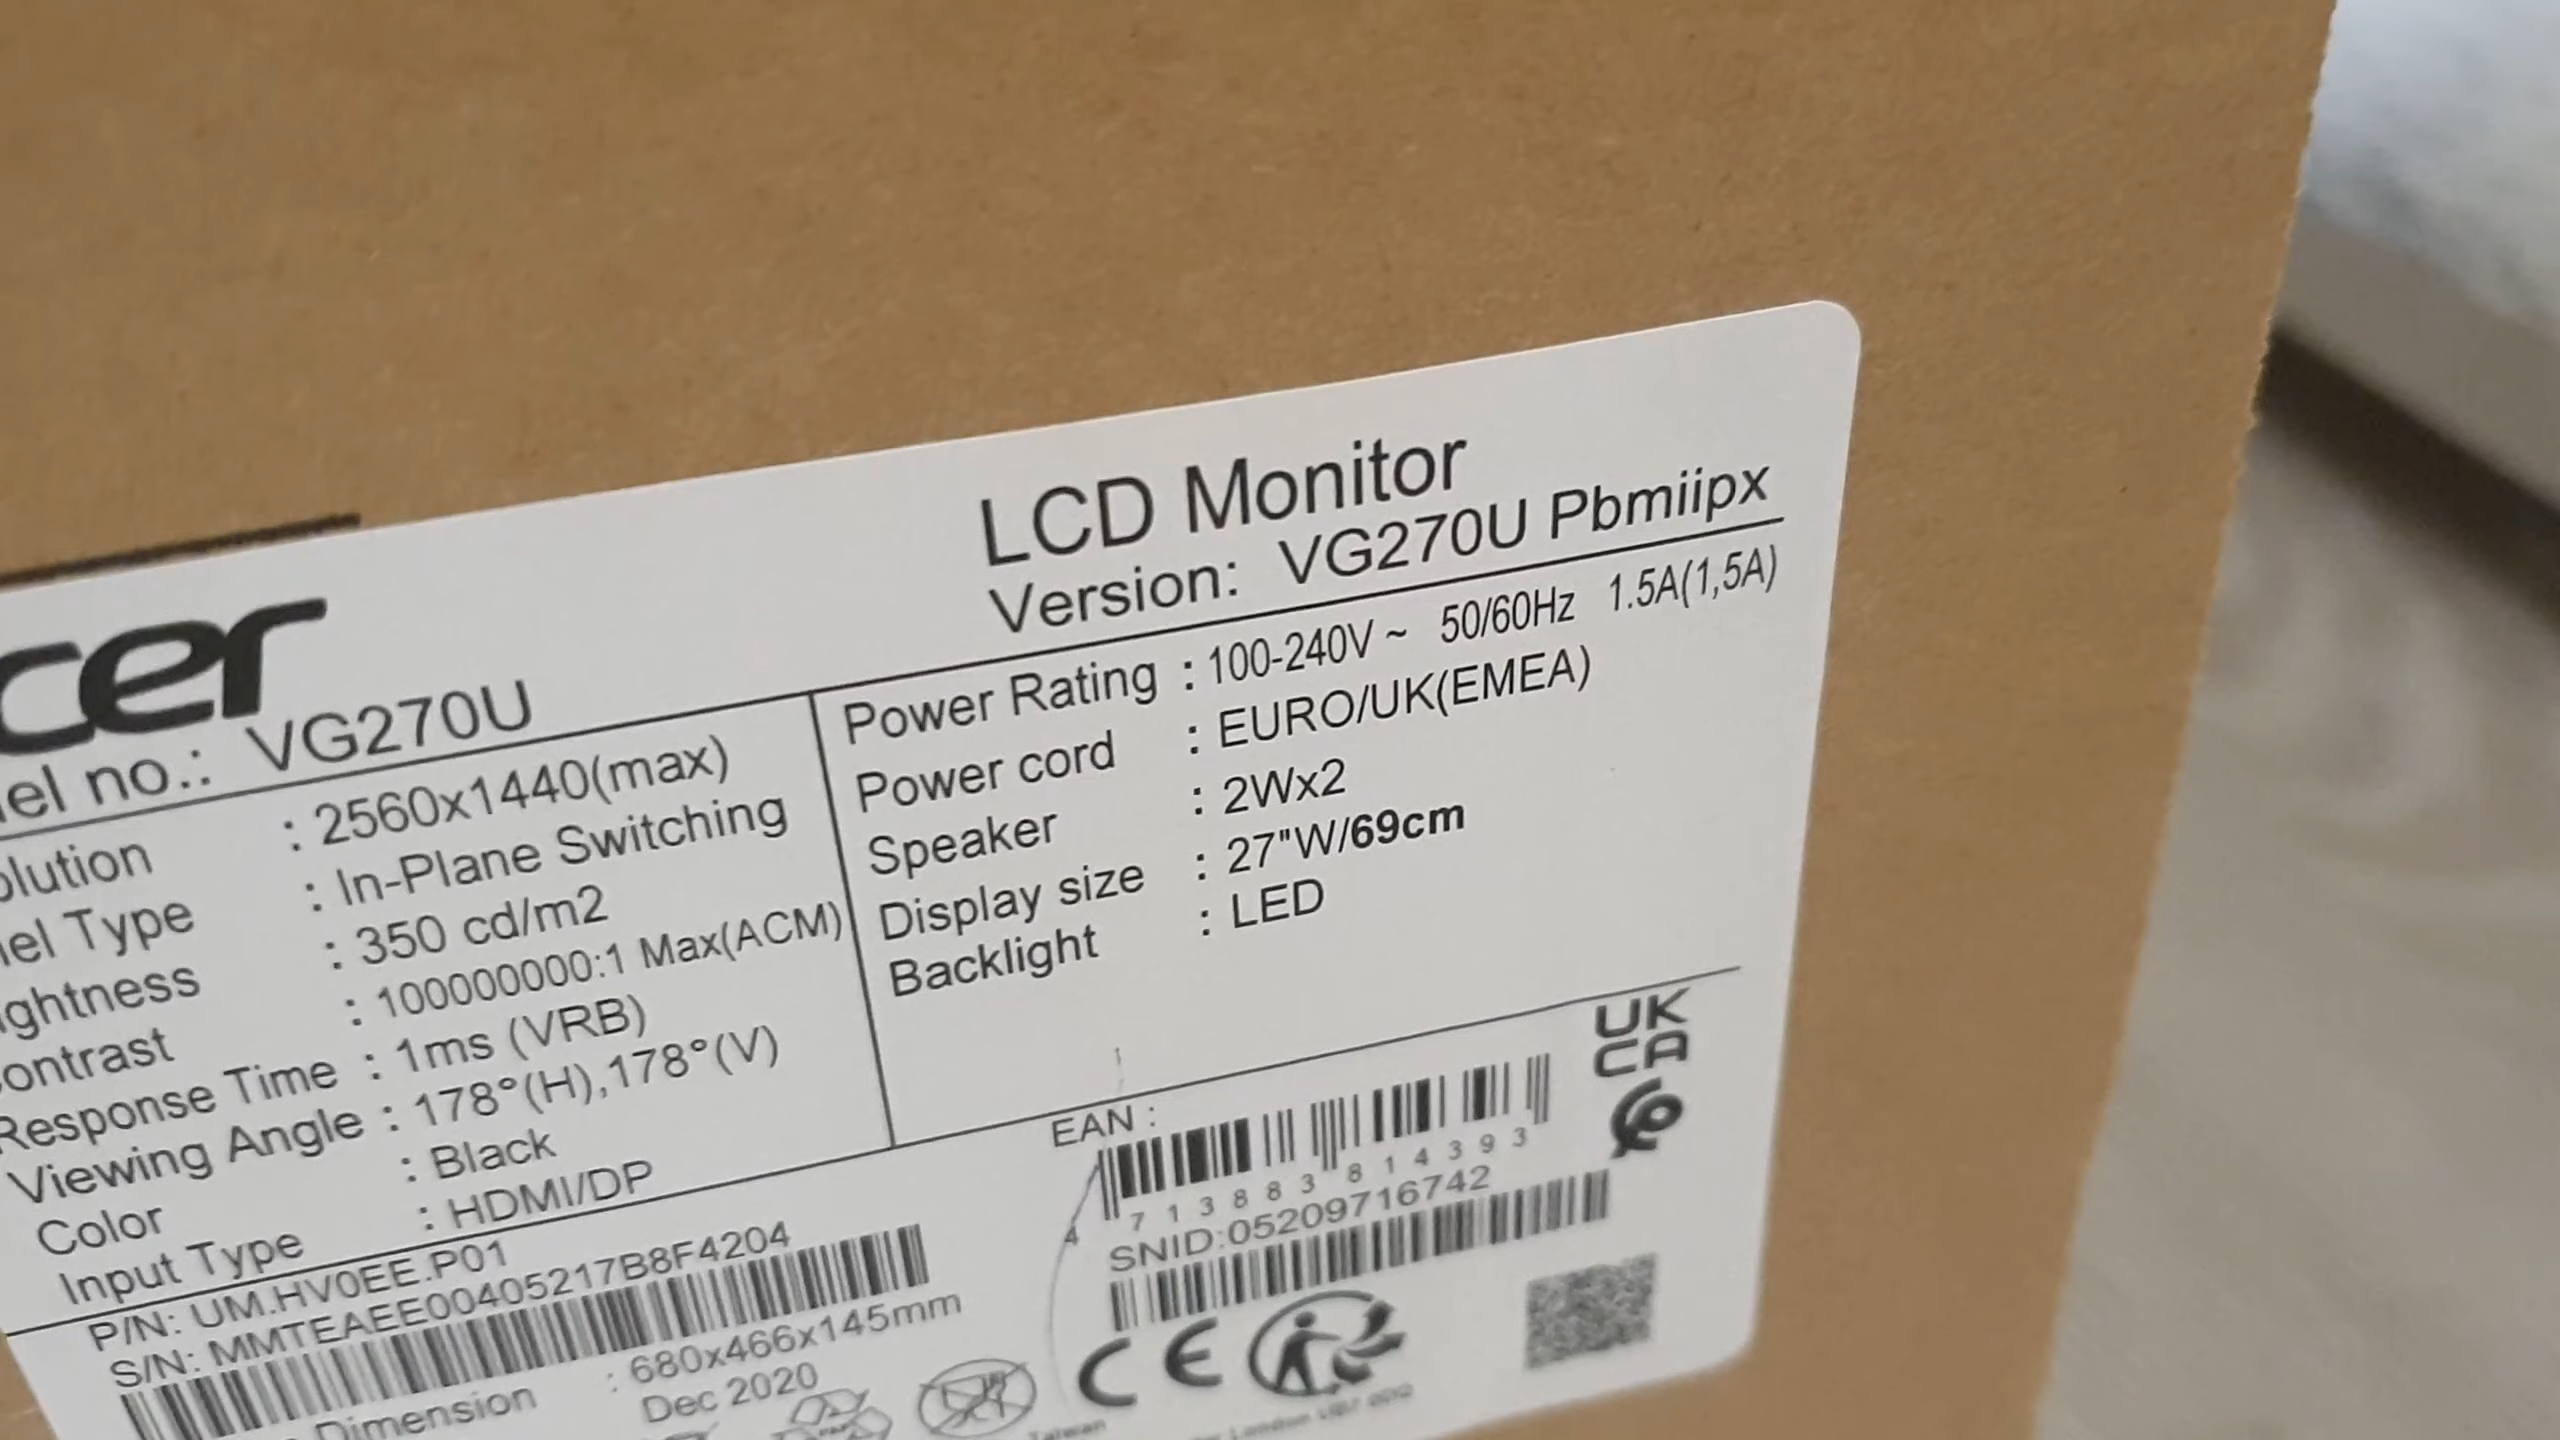 cer
LCD Monitor
Version: VG270U Pbmiipx
el no.: VG270U
olution : 2560x1440(max)
el Type : In-Plane Switching
ghtness : 350 cd/m2
ontrast : 100000000:1 Max(ACM)
Response Time : 1ms (VRB)
Viewing Angle : 178°(H),178°(V)
Color : Black
Input Type : HDMI/DP
Power Rating : 100-240V ~ 50/60Hz 1.5A(1,5A)
Power cord : EURO/UK(EMEA)
Speaker : 2Wx2
Display size : 27"W/69cm
Backlight : LED
P/N: UM.HV0EE.P01
S/N: MMTEAEE00405217B8F4204
Dimension : 680x466x145mm
Dec 2020
EAN :
4 713883 814393
SNID:05209716742
UK
CA
CE
Taiwan